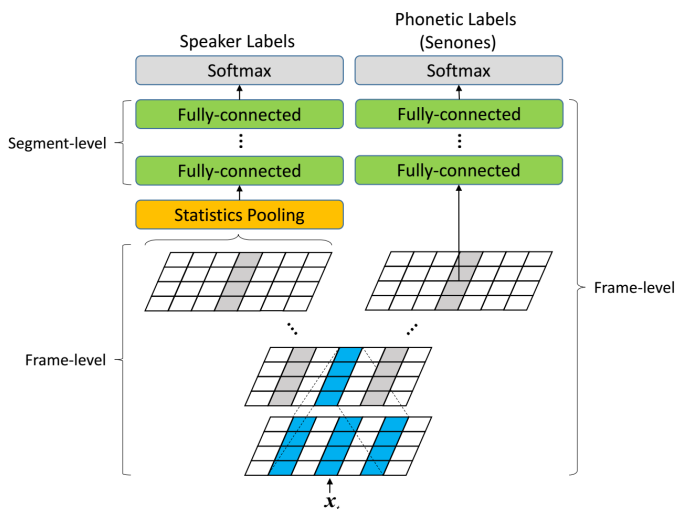 Speaker Labels
Phonetic Labels
(Senones)
Softmax
Softmax
Fully-connected
Fully-connected
Segment-level
Fully-connected
Fully-connected
Statistics Pooling
Frame-level
Frame-level
x